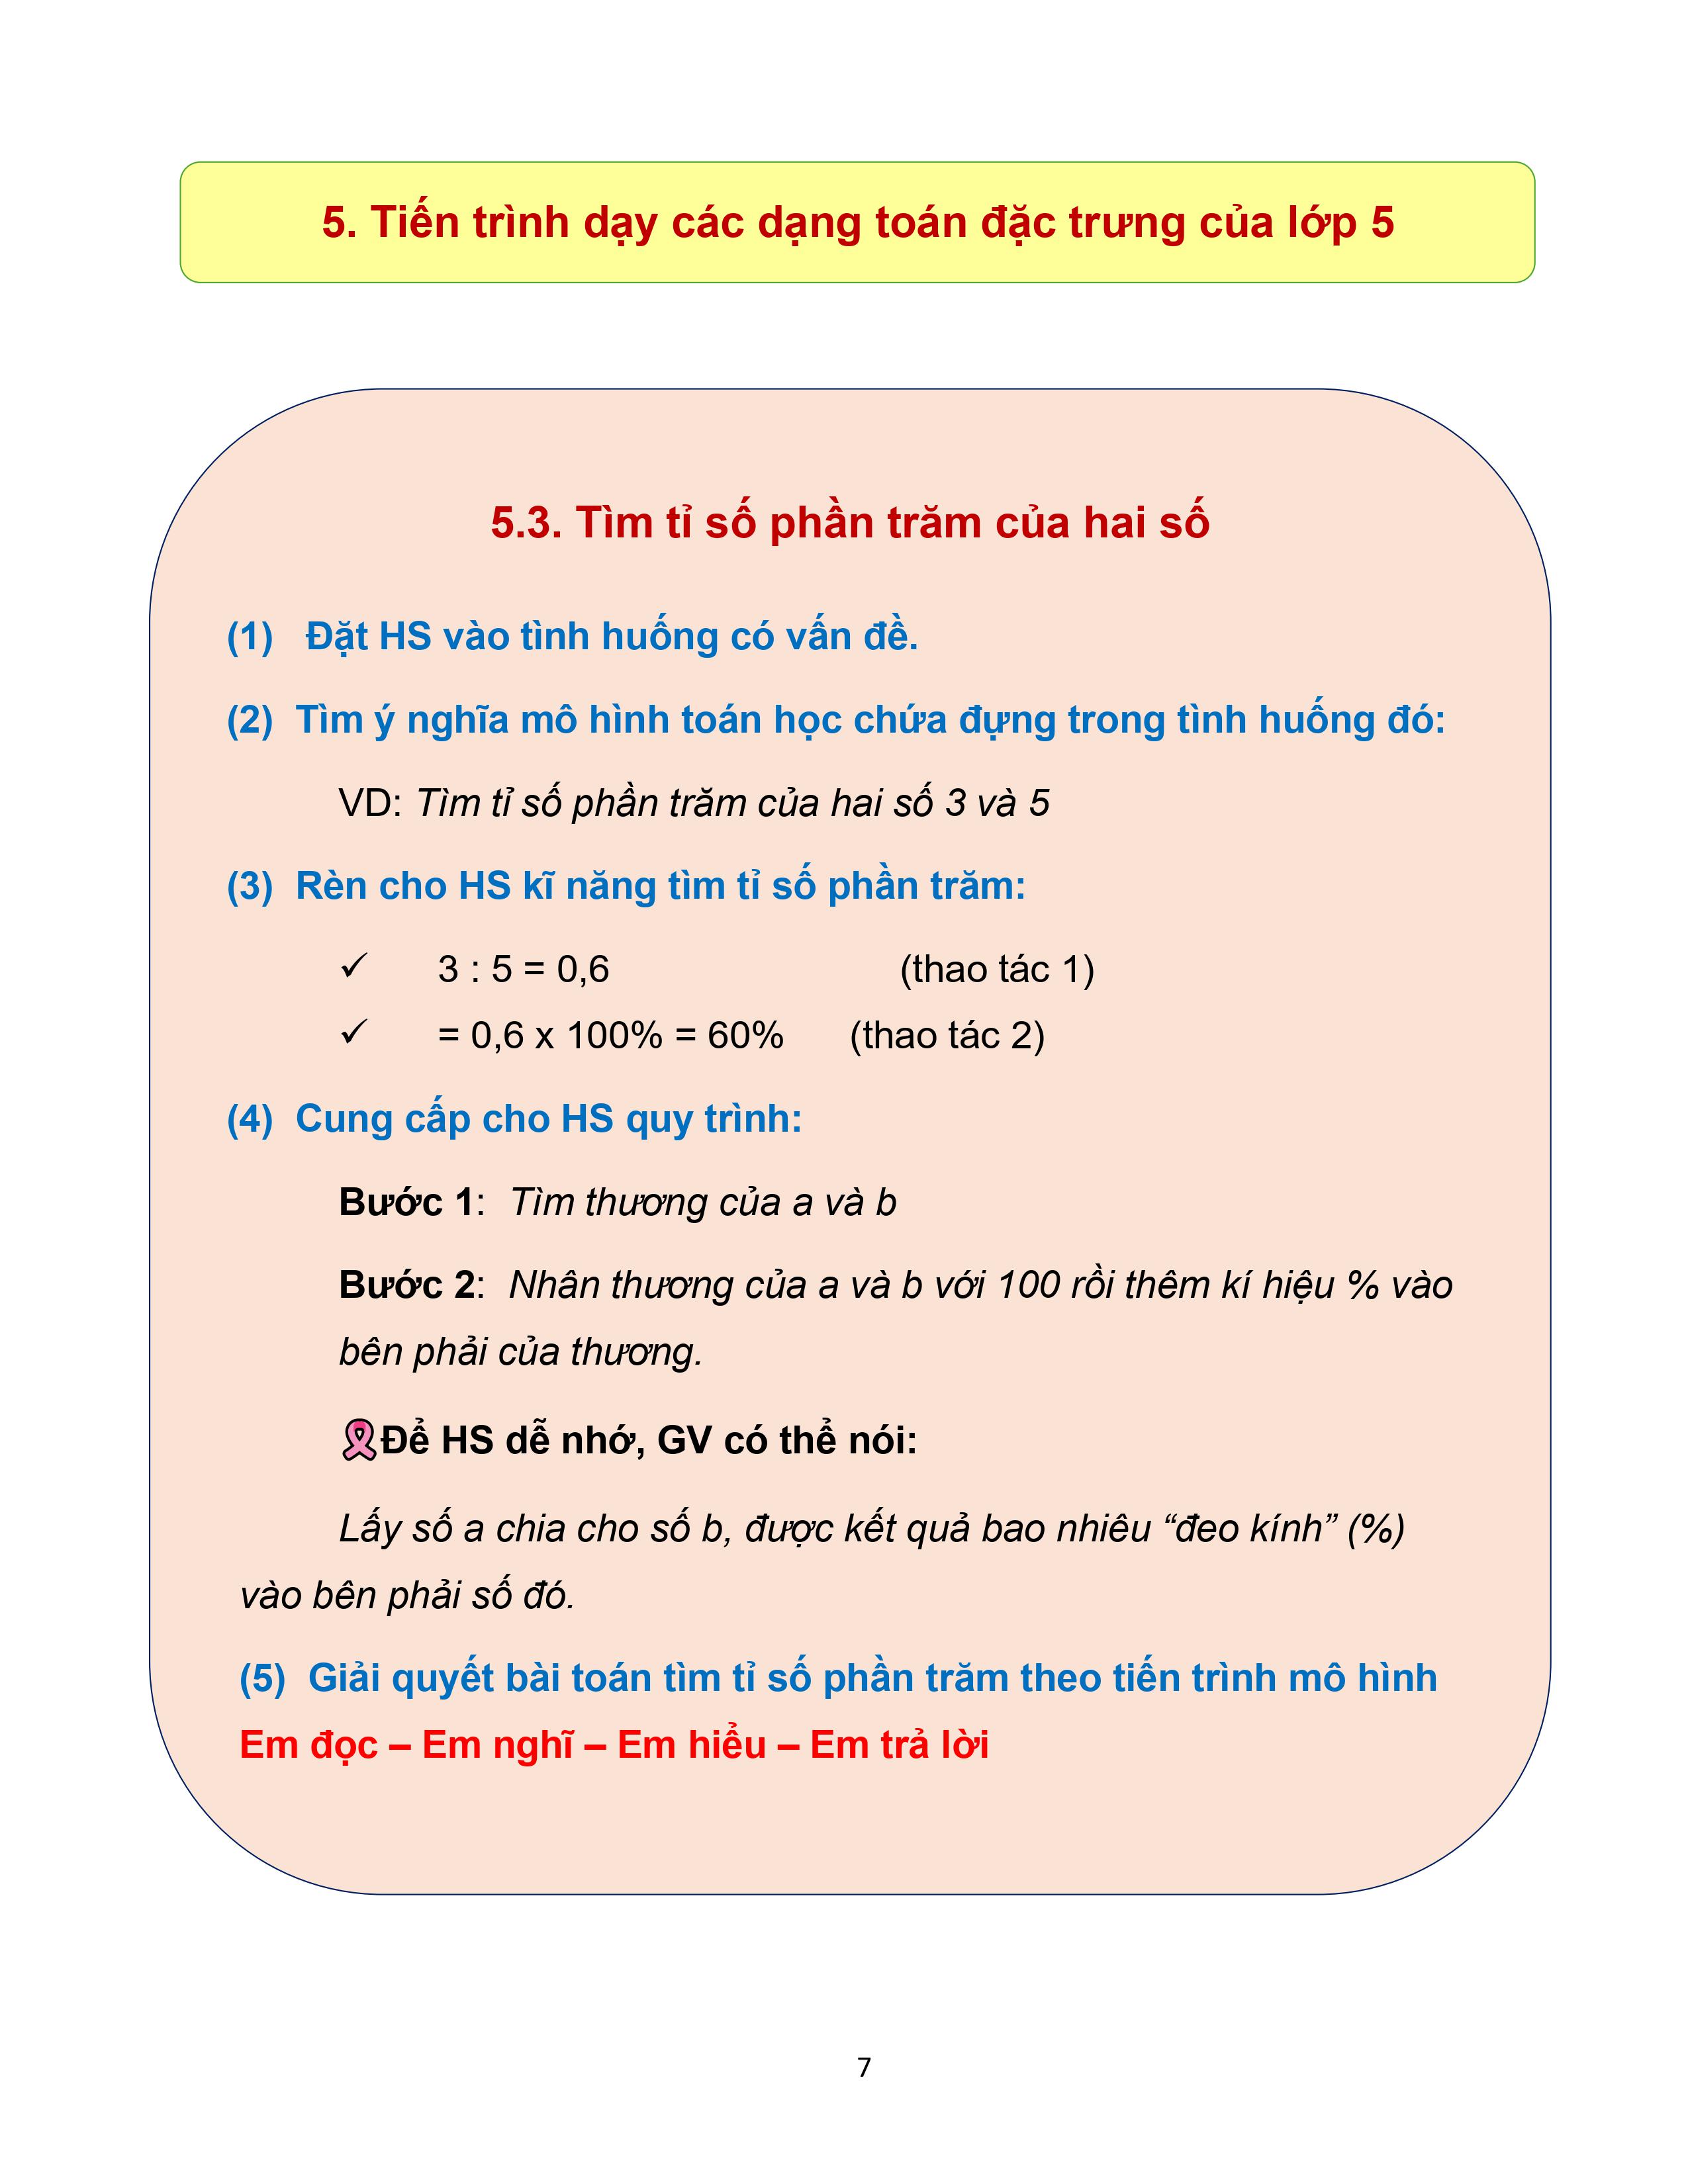 5. Tiến trình dạy các dạng toán đặc trưng của lớp 5
5.3. Tìm tỉ số phần trăm của hai số
(1) Đặt HS vào tình huống có vấn đề.
(2) Tìm ý nghĩa mô hình toán học chứa đựng trong tình huống đó:
VD: Tìm tỉ số phần trăm của hai số 3 và 5
(3) Rèn cho HS kĩ năng tìm tỉ số phần trăm:
✓ 3 : 5 = 0,6 (thao tác 1)
✓ = 0,6 x 100% = 60% (thao tác 2)
(4) Cung cấp cho HS quy trình:
Bước 1: Tìm thương của a và b
Bước 2: Nhân thương của a và b với 100 rồi thêm kí hiệu % vào
bên phải của thương.
Để HS dễ nhớ, GV có thể nói:
Lấy số a chia cho số b, được kết quả bao nhiêu “đeo kính” (%)
vào bên phải số đó.
(5) Giải quyết bài toán tìm tỉ số phần trăm theo tiến trình mô hình
Em đọc – Em nghĩ – Em hiểu – Em trả lời
7